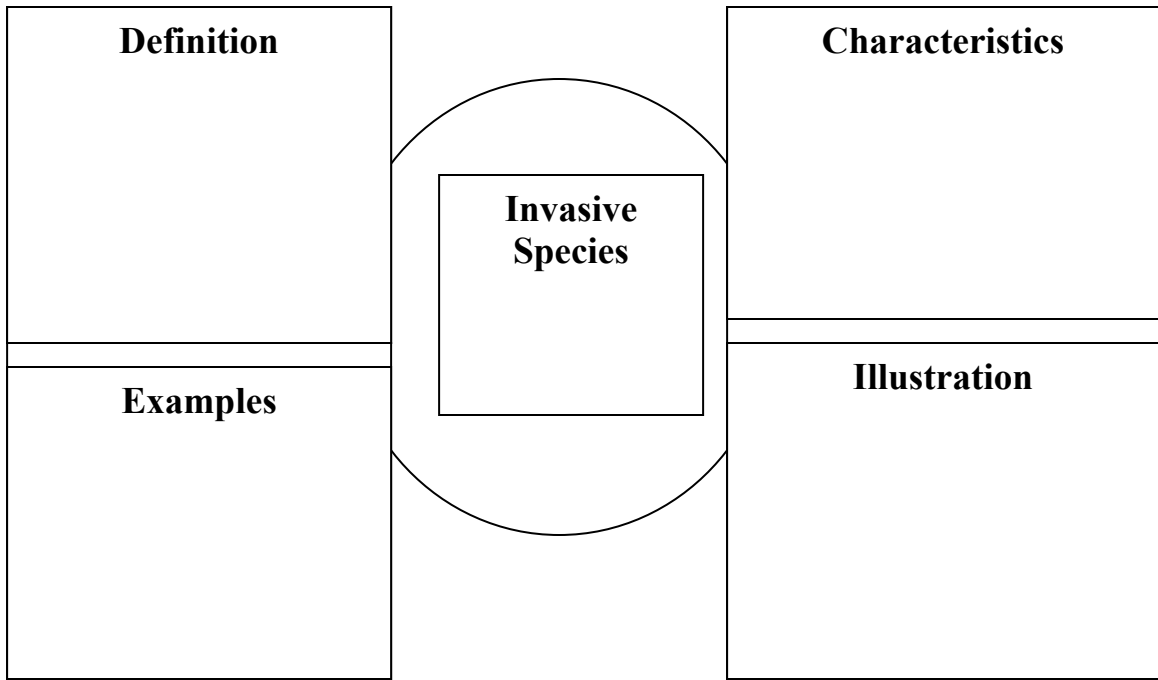 Definition
Characteristics
Invasive
Species
Examples
Illustration